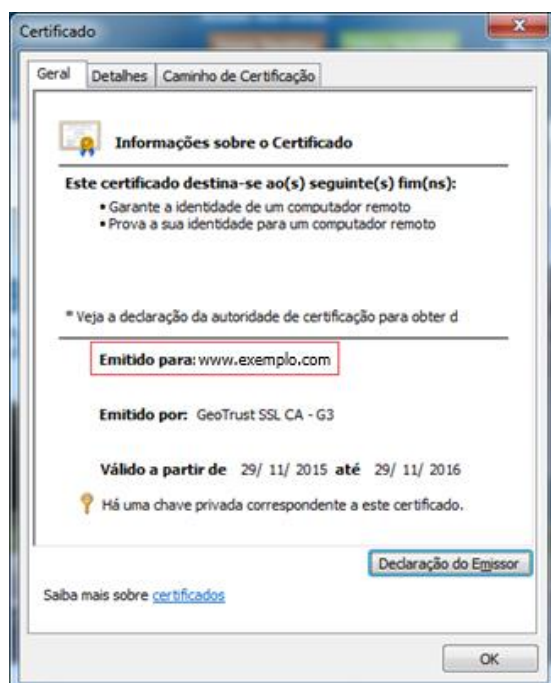 Certificado
Geral Detalhes Caminho de Certificação
Informações sobre o Certificado
Este certificado destina-se ao(s) seguinte(s) fim(ns):
• Garante a identidade de um computador remoto
• Prova a sua identidade para um computador remoto
* Veja a declaração da autoridade de certificação para obter d
Emitido para: www.exemplo.com
Emitido por: GeoTrust SSL CA - G3
Válido a partir de 29/ 11/ 2015 até 29/ 11/ 2016
Há uma chave privada correspondente a este certificado.
Declaração do Emissor
Saiba mais sobre certificados
OK